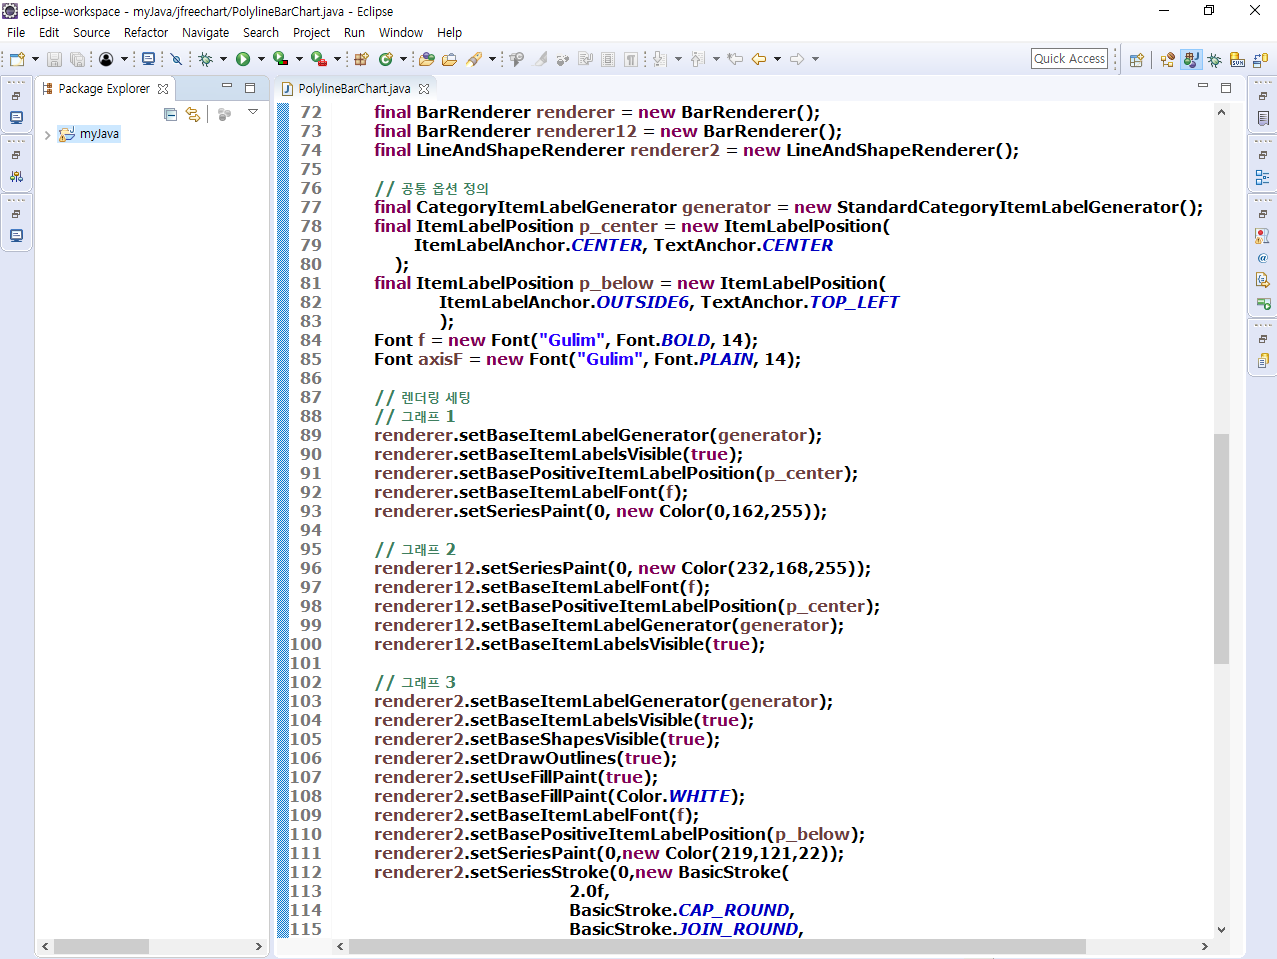 eclipse-workspace - myJava/jfreechart/PolylineBarChart.java - Eclipse
File Edit Source Refactor Navigate Search Project Run Window Help
Quick Access
Package Explorer
PolylineBarChart.java
myJava
72 final BarRenderer renderer = new BarRenderer();
73 final BarRenderer renderer12 = new BarRenderer();
74 final LineAndShapeRenderer renderer2 = new LineAndShapeRenderer();
75
76 // 공통 옵션 정의
77 final CategoryItemLabelGenerator generator = new StandardCategoryItemLabelGenerator();
78 final ItemLabelPosition p_center = new ItemLabelPosition(
79 ItemLabelAnchor.CENTER, TextAnchor.CENTER
80 );
81 final ItemLabelPosition p_below = new ItemLabelPosition(
82 ItemLabelAnchor.OUTSIDE6, TextAnchor.TOP_LEFT
83 );
84 Font f = new Font("Gulim", Font.BOLD, 14);
85 Font axisF = new Font("Gulim", Font.PLAIN, 14);
86
87 // 렌더링 세팅
88 // 그래프 1
89 renderer.setBaseItemLabelGenerator(generator);
90 renderer.setBaseItemLabelsVisible(true);
91 renderer.setBasePositiveItemLabelPosition(p_center);
92 renderer.setBaseItemLabelFont(f);
93 renderer.setSeriesPaint(0, new Color(0,162,255));
94
95 // 그래프 2
96 renderer12.setSeriesPaint(0, new Color(232,168,255));
97 renderer12.setBaseItemLabelFont(f);
98 renderer12.setBasePositiveItemLabelPosition(p_center);
99 renderer12.setBaseItemLabelGenerator(generator);
100 renderer12.setBaseItemLabelsVisible(true);
101
102 // 그래프 3
103 renderer2.setBaseItemLabelGenerator(generator);
104 renderer2.setBaseItemLabelsVisible(true);
105 renderer2.setBaseShapesVisible(true);
106 renderer2.setDrawOutlines(true);
107 renderer2.setUseFillPaint(true);
108 renderer2.setBaseFillPaint(Color.WHITE);
109 renderer2.setBaseItemLabelFont(f);
110 renderer2.setBasePositiveItemLabelPosition(p_below);
111 renderer2.setSeriesPaint(0,new Color(219,121,22));
112 renderer2.setSeriesStroke(0,new BasicStroke(
113 2.0f,
114 BasicStroke.CAP_ROUND,
115 BasicStroke.JOIN_ROUND,